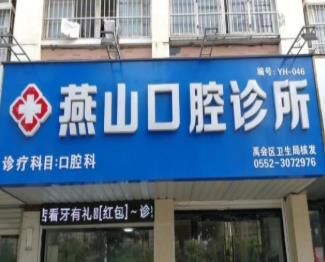 编号:YH-046
燕山口腔诊所
诊疗科目:口腔科
禹会区卫生局核发
0552-3072976
店看牙有礼!![红包]~诊